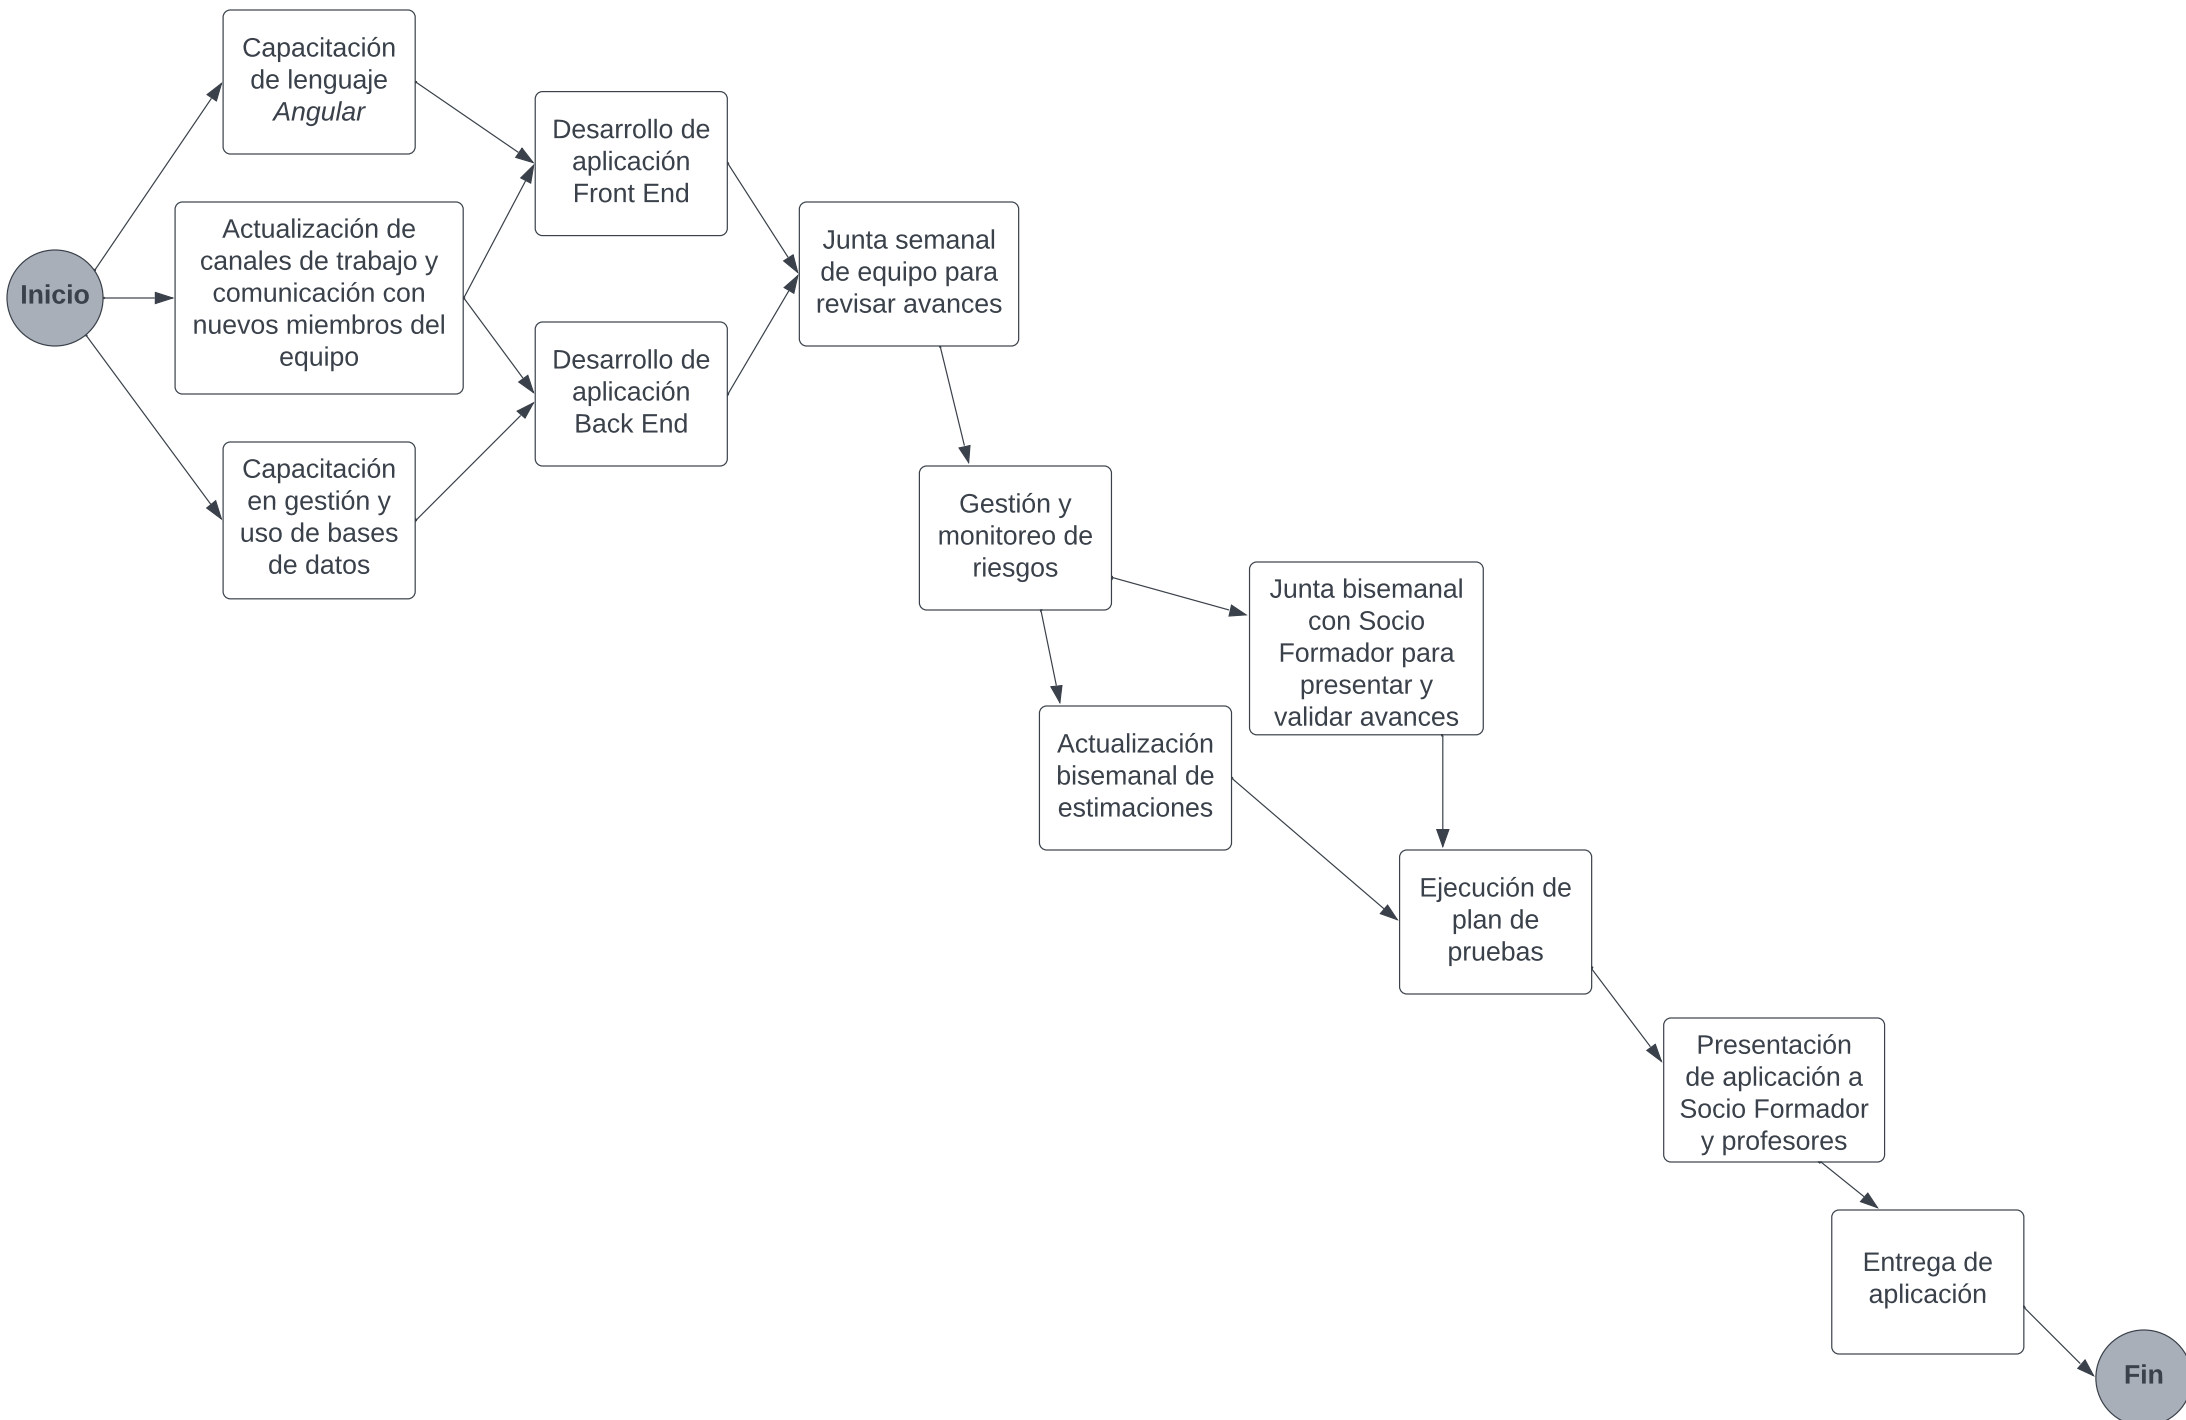 Inicio
Capacitación
de lenguaje
Angular
Actualización de
canales de trabajo y
comunicación con
nuevos miembros del
equipo
Capacitación
en gestión y
uso de bases
de datos
Desarrollo de
aplicación
Front End
Desarrollo de
aplicación
Back End
Junta semanal
de equipo para
revisar avances
Gestión y
monitoreo de
riesgos
Junta bisemanal
con Socio
Formador para
presentar y
validar avances
Actualización
bisemanal de
estimaciones
Ejecución de
plan de
pruebas
Presentación
de aplicación a
Socio Formador
y profesores
Entrega de
aplicación
Fin